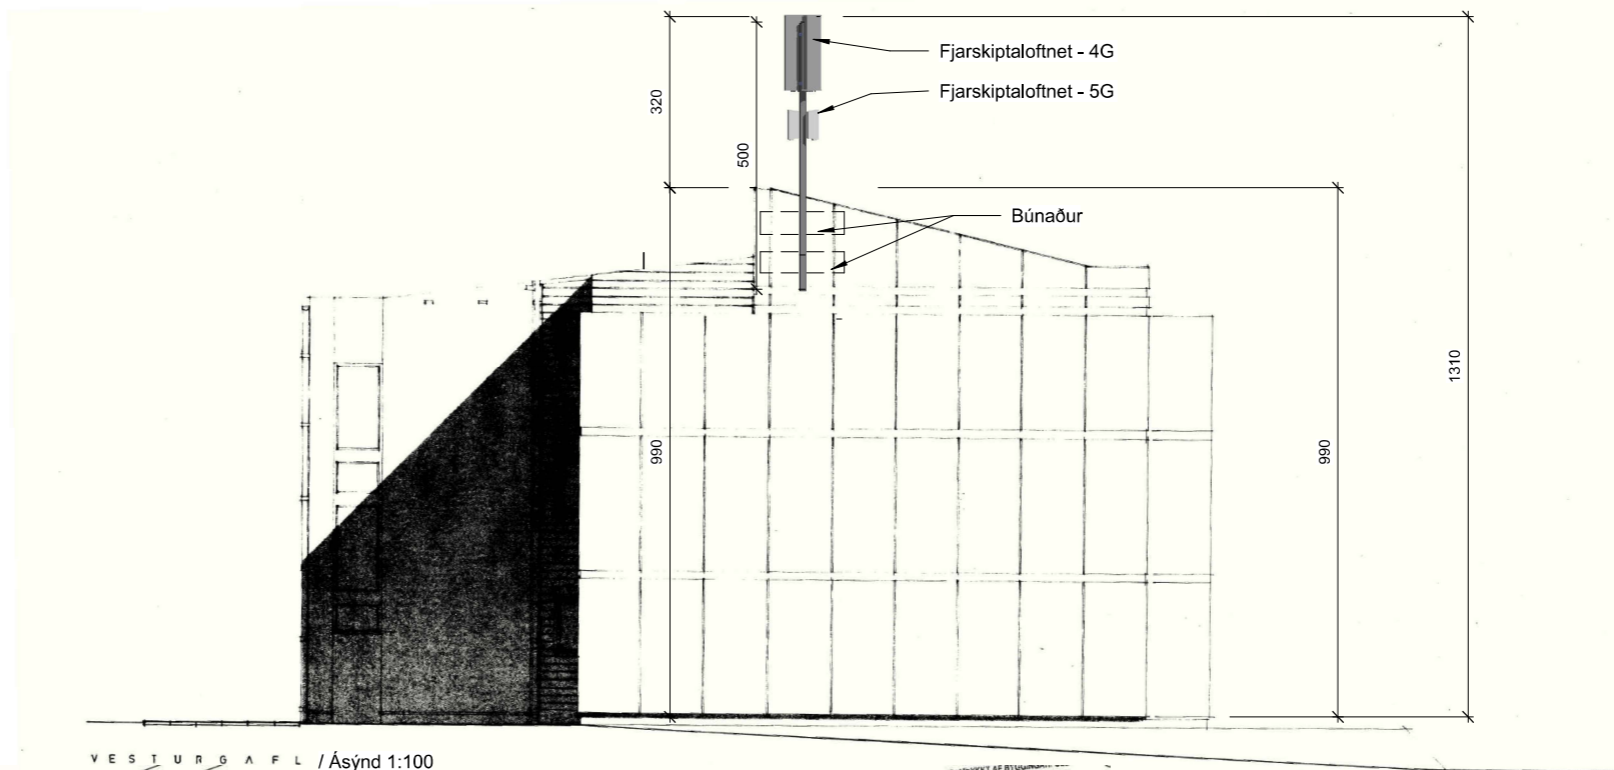 Fjarskiptaloftnet - 4G
Fjarskiptaloftnet - 5G
320
500
Búnaður
1310
990
990
VESTURGAFL / Ásýnd 1:100